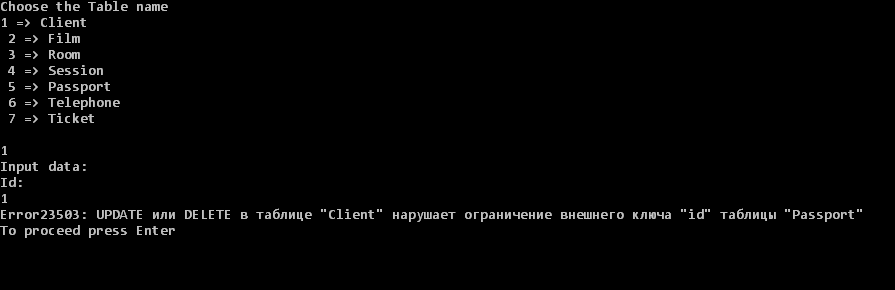 Choose the Table name
1 => Client
2 => Film
3 => Room
4 => Session
5 => Passport
6 => Telephone
7 => Ticket
1
Input data:
Id:
1
Error23503: UPDATE или DELETE в таблице "Client" нарушает ограничение внешнего ключа "id" таблицы "Passport"
To proceed press Enter